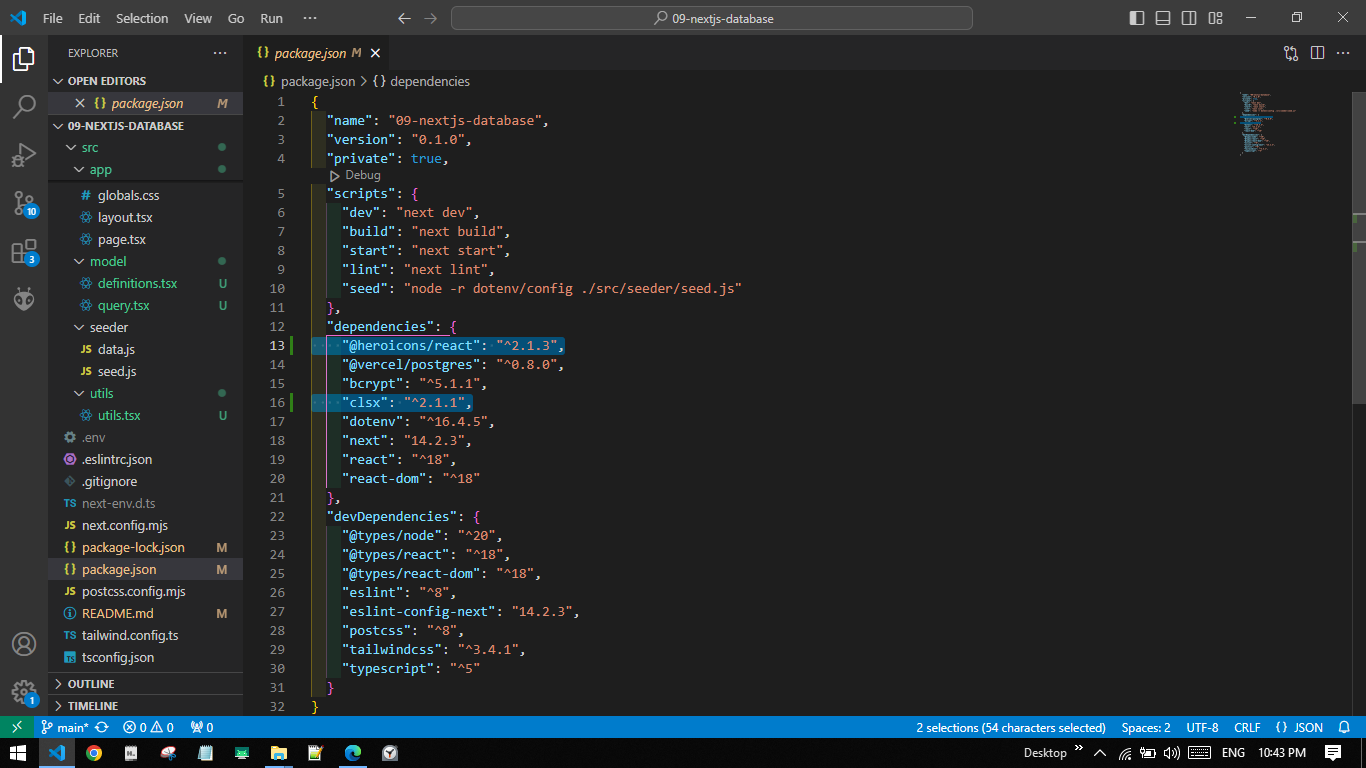 File Edit Selection View Go Run ···
09-nextjs-database
EXPLORER ···
OPEN EDITORS
package.json M
09-NEXTJS-DATABASE
src
app
globals.css
layout.tsx
page.tsx
model
definitions.tsx U
query.tsx U
seeder
JS data.js
JS seed.js
utils
utils.tsx U
.env
.eslintrc.json
.gitignore
TS next-env.d.ts
JS next.config.mjs
package-lock.json M
package.json M
JS postcss.config.mjs
README.md M
TS tailwind.config.ts
TS tsconfig.json
OUTLINE
TIMELINE
10
3
1
{} package.json M
{} package.json > {} dependencies
1 {
2 "name": "09-nextjs-database",
3 "version": "0.1.0",
4 "private": true,
Debug
5 "scripts": {
6 "dev": "next dev",
7 "build": "next build",
8 "start": "next start",
9 "lint": "next lint",
10 "seed": "node -r dotenv/config ./src/seeder/seed.js"
11 },
12 "dependencies": {
13 "@heroicons/react": "^2.1.3",
14 "@vercel/postgres": "^0.8.0",
15 "bcrypt": "^5.1.1",
16 "clsx": "^2.1.1",
17 "dotenv": "^16.4.5",
18 "next": "14.2.3",
19 "react": "^18",
20 "react-dom": "^18"
21 },
22 "devDependencies": {
23 "@types/node": "^20",
24 "@types/react": "^18",
25 "@types/react-dom": "^18",
26 "eslint": "^8",
27 "eslint-config-next": "14.2.3",
28 "postcss": "^8",
29 "tailwindcss": "^3.4.1",
30 "typescript": "^5"
31 }
32 }
main* 0 0 0 2 selections (54 characters selected) Spaces: 2 UTF-8 CRLF {} JSON
Desktop ENG 10:43 PM